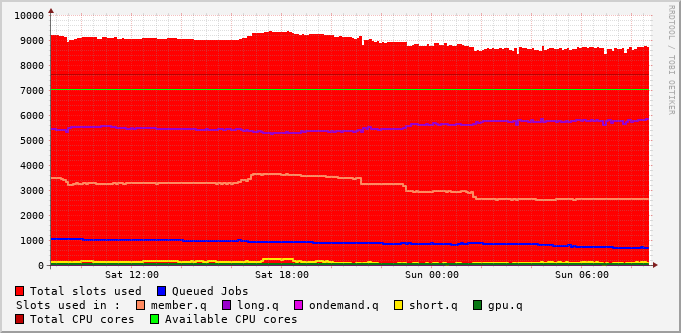 10000
9000
8000
7000
6000
5000
4000
3000
2000
1000
0
Sat 12:00 Sat 18:00 Sun 00:00 Sun 06:00
Total slots used Queued Jobs
Slots used in : member.q long.q ondemand.q short.q gpu.q
Total CPU cores Available CPU cores
RRDTOOL / TOBI OETIKER